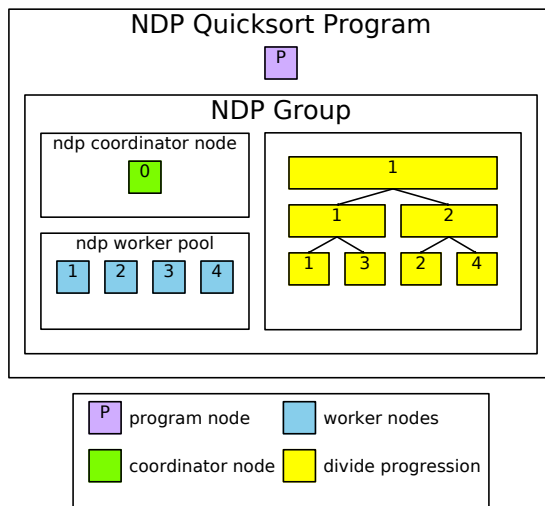 NDP Quicksort Program
P
NDP Group
ndp coordinator node
0
ndp worker pool
1 2 3 4
1
1 2
1 3 2 4
P program node
worker nodes
coordinator node
divide progression